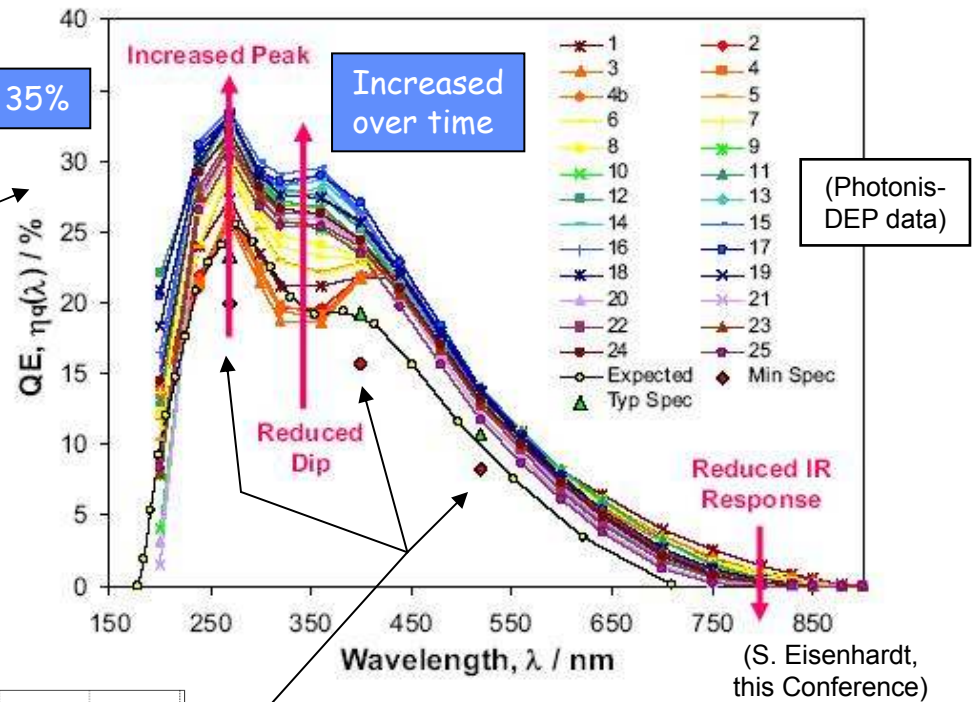 40
30
25
20
15
10
5
0
QE, ηq(λ) / %
35%
Increased Peak
Increased
over time
Reduced
Dip
Reduced IR
Response
1
2
3
4
4b
5
6
7
8
9
10
11
12
13
14
15
16
17
18
19
20
21
22
23
24
25
Expected
Min Spec
Typ Spec
(Photonis-
DEP data)
150
250
350
450
550
650
750
850
Wavelength, λ / nm
(S. Eisenhardt,
this Conference)